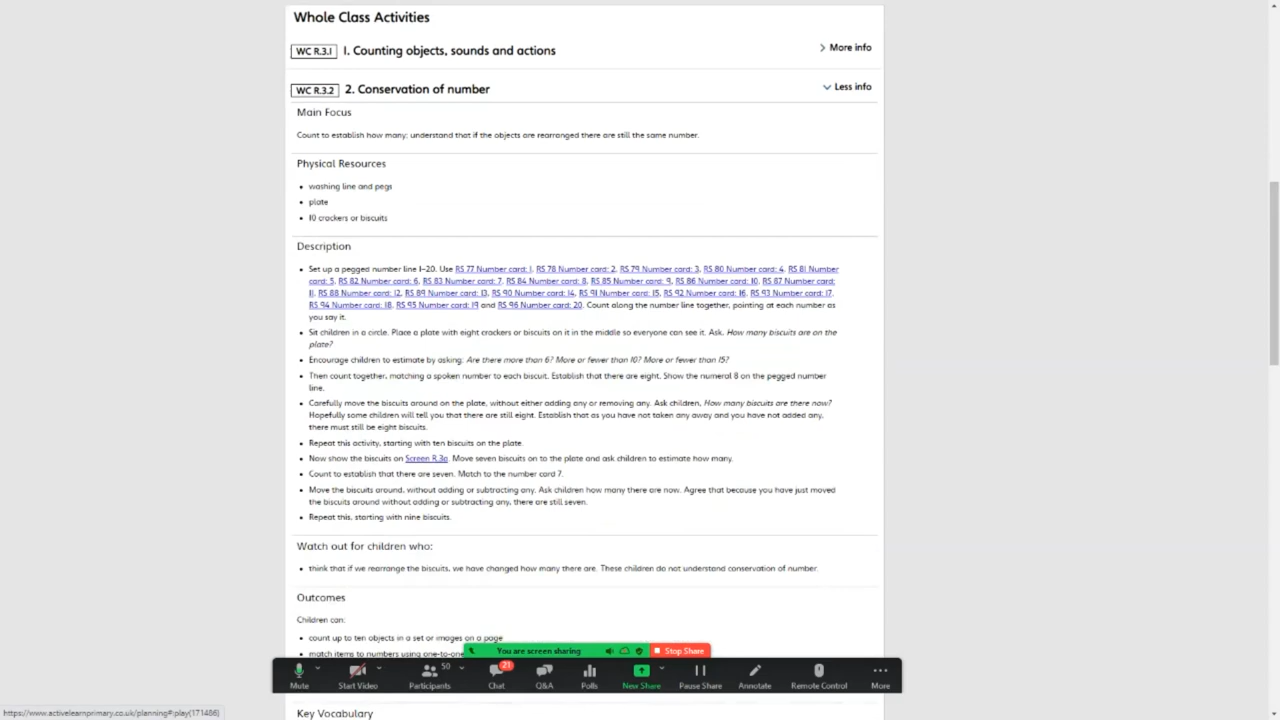 Whole Class Activities
WC R.3.1 1. Counting objects, sounds and actions More info
WC R.3.2 2. Conservation of number Less info
Main Focus
Count to establish how many; understand that if the objects are rearranged there are still the same number.
Physical Resources
• washing line and pegs
• plate
• 10 crackers or biscuits
Description
• Set up a pegged number line 1–20. Use RS 77 Number card: 1, RS 78 Number card: 2, RS 79 Number card: 3, RS 80 Number card: 4, RS 81 Number
card: 5, RS 82 Number card: 6, RS 83 Number card: 7, RS 84 Number card: 8, RS 85 Number card: 9, RS 86 Number card: 10, RS 87 Number card:
11, RS 88 Number card: 12, RS 89 Number card: 13, RS 90 Number card: 14, RS 91 Number card: 15, RS 92 Number card: 16, RS 93 Number card: 17,
RS 94 Number card: 18, RS 95 Number card: 19 and RS 96 Number card: 20. Count along the number line together, pointing at each number as
you say it.
• Sit children in a circle. Place a plate with eight crackers or biscuits on it in the middle so everyone can see it. Ask, How many biscuits are on the
plate?
• Encourage children to estimate by asking: Are there more than 6? More or fewer than 10? More or fewer than 15?
• Then count together, matching a spoken number to each biscuit. Establish that there are eight. Show the numeral 8 on the pegged number
line.
• Carefully move the biscuits around on the plate, without either adding any or removing any. Ask children, How many biscuits are there now?
Hopefully some children will tell you that there are still eight. Establish that as you have not taken any away and you have not added any,
there must still be eight biscuits.
• Repeat this activity, starting with ten biscuits on the plate.
• Now show the biscuits on Screen R.3a. Move seven biscuits on to the plate and ask children to estimate how many.
• Count to establish that there are seven. Match to the number card 7.
• Move the biscuits around, without adding or subtracting any. Ask children how many there are now. Agree that because you have just moved
the biscuits around without adding or subtracting any, there are still seven.
• Repeat this, starting with nine biscuits.
Watch out for children who:
• think that if we rearrange the biscuits, we have changed how many there are. These children do not understand conservation of number.
Outcomes
Children can:
• count up to ten objects in a set or images on a page
• match items to numbers using one-to-one
You are screen sharing Stop Share
50 21
Mute Start Video Participants Chat Q&A Polls New Share Pause Share Annotate Remote Control More
https://www.activelearnprimary.co.uk/planning#:play(171486)
Key Vocabulary